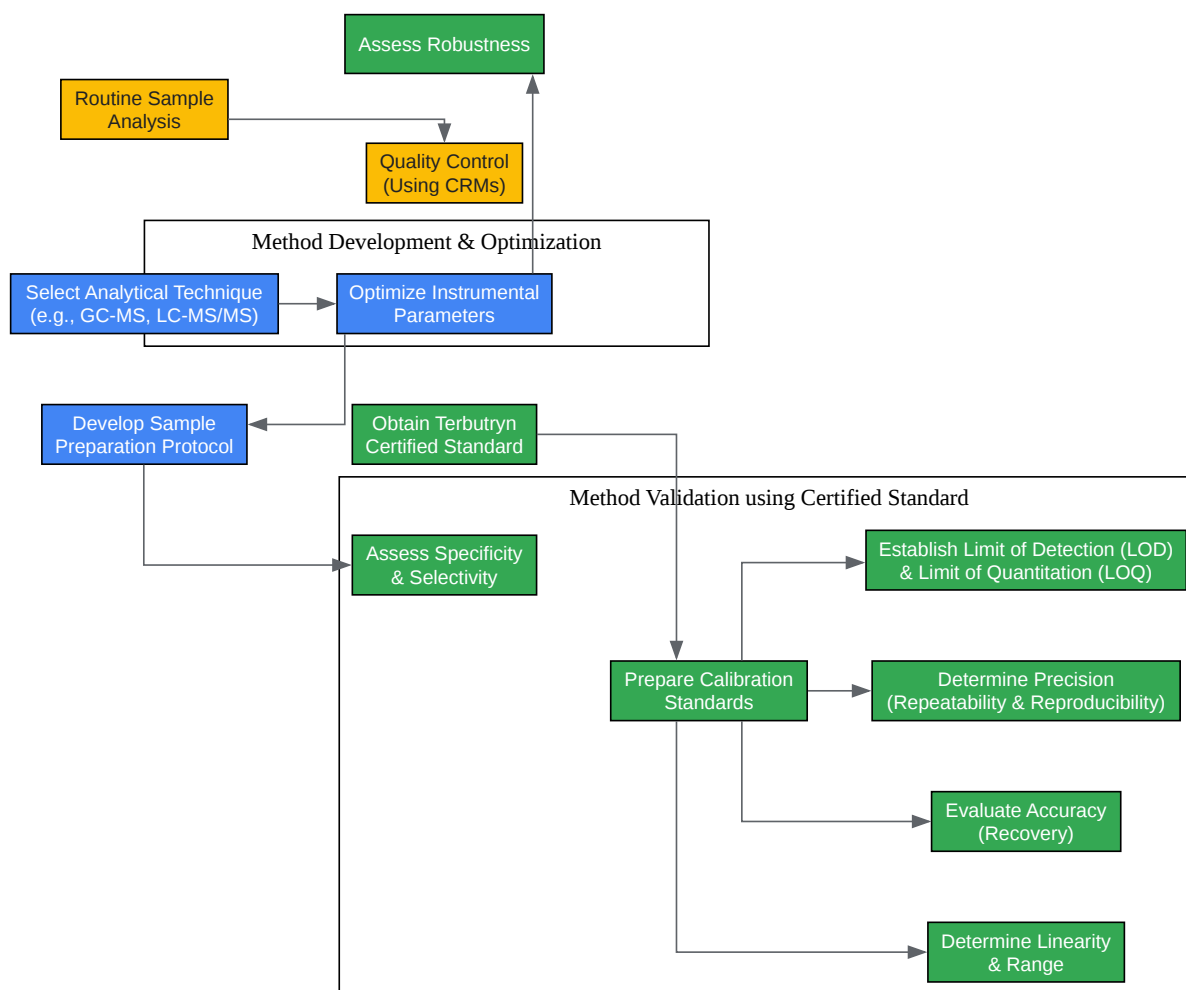 Assess Robustness
Routine Sample
Analysis
Quality Control
(Using CRMs)
Method Development & Optimization
Select Analytical Technique
(e.g., GC-MS, LC-MS/MS)
Optimize Instrumental
Parameters
Develop Sample
Preparation Protocol
Obtain Terbutryn
Certified Standard
Method Validation using Certified Standard
Assess Specificity
& Selectivity
Establish Limit of Detection (LOD)
& Limit of Quantitation (LOQ)
Prepare Calibration
Standards
Determine Precision
(Repeatability & Reproducibility)
Evaluate Accuracy
(Recovery)
Determine Linearity
& Range